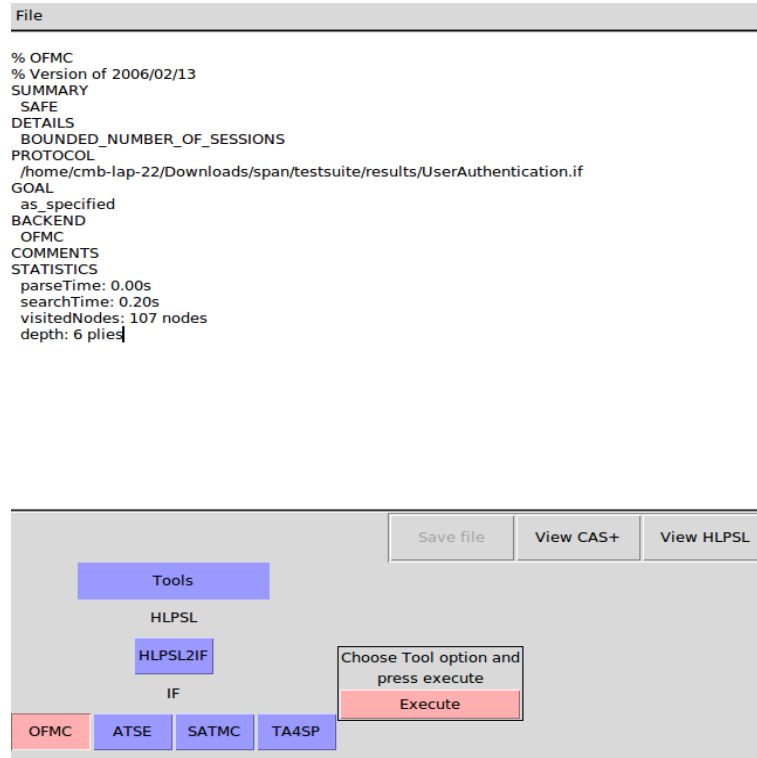 File
% OFMC
% Version of 2006/02/13
SUMMARY
SAFE
DETAILS
BOUNDED_NUMBER_OF_SESSIONS
PROTOCOL
/home/cmb-lap-22/Downloads/span/testsuite/results/UserAuthentication.if
GOAL
as_specified
BACKEND
OFMC
COMMENTS
STATISTICS
parseTime: 0.00s
searchTime: 0.20s
visitedNodes: 107 nodes
depth: 6 plies
Save file View CAS+ View HLPSL
Tools
HLPSL
HLPSL2IF
Choose Tool option and
press execute
IF
Execute
OFMC ATSE SATMC TA4SP